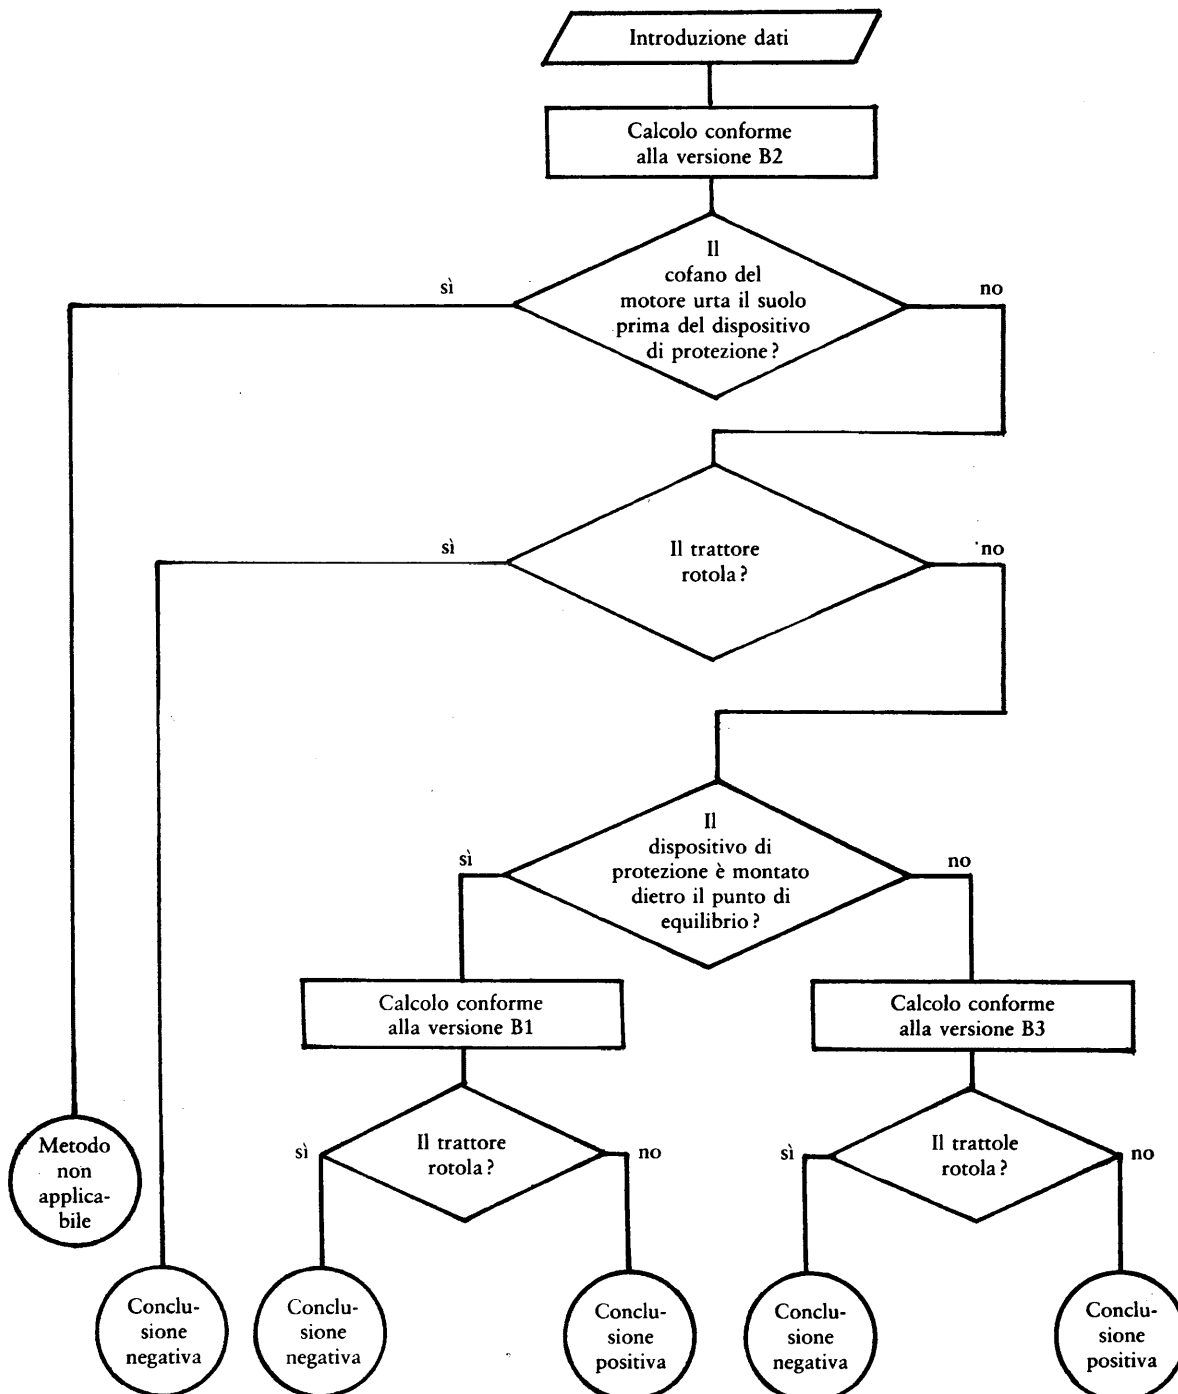 Introduzione dati
Calcolo conforme
alla versione B2
Il
cofano del
motore urta il suolo
prima del dispositivo
di protezione?
sì
no
Il trattore
rotola?
sì
no
Il
dispositivo di
protezione è montato
dietro il punto di
equilibrio?
sì
no
Calcolo conforme
alla versione B1
Calcolo conforme
alla versione B3
Il trattore
rotola?
sì
no
Il trattole
rotola?
sì
no
Metodo
non
applica-
bile
Conclu-
sione
negativa
Conclu-
sione
negativa
Conclu-
sione
positiva
Conclu-
sione
negativa
Conclu-
sione
positiva